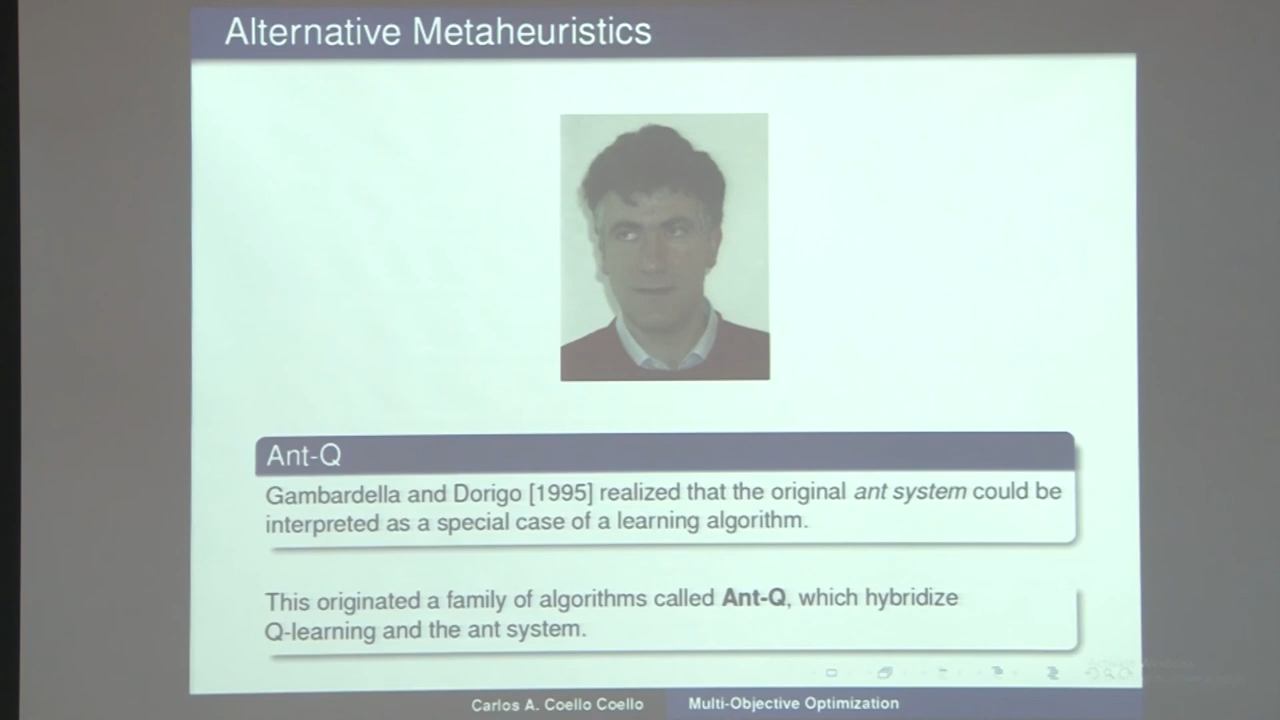 Alternative Metaheuristics
Ant-Q
Gambardella and Dorigo [1995] realized that the original ant system could be
interpreted as a special case of a learning algorithm.
This originated a family of algorithms called Ant-Q, which hybridize
Q-learning and the ant system.
Carlos A. Coello Coello
Multi-Objective Optimization